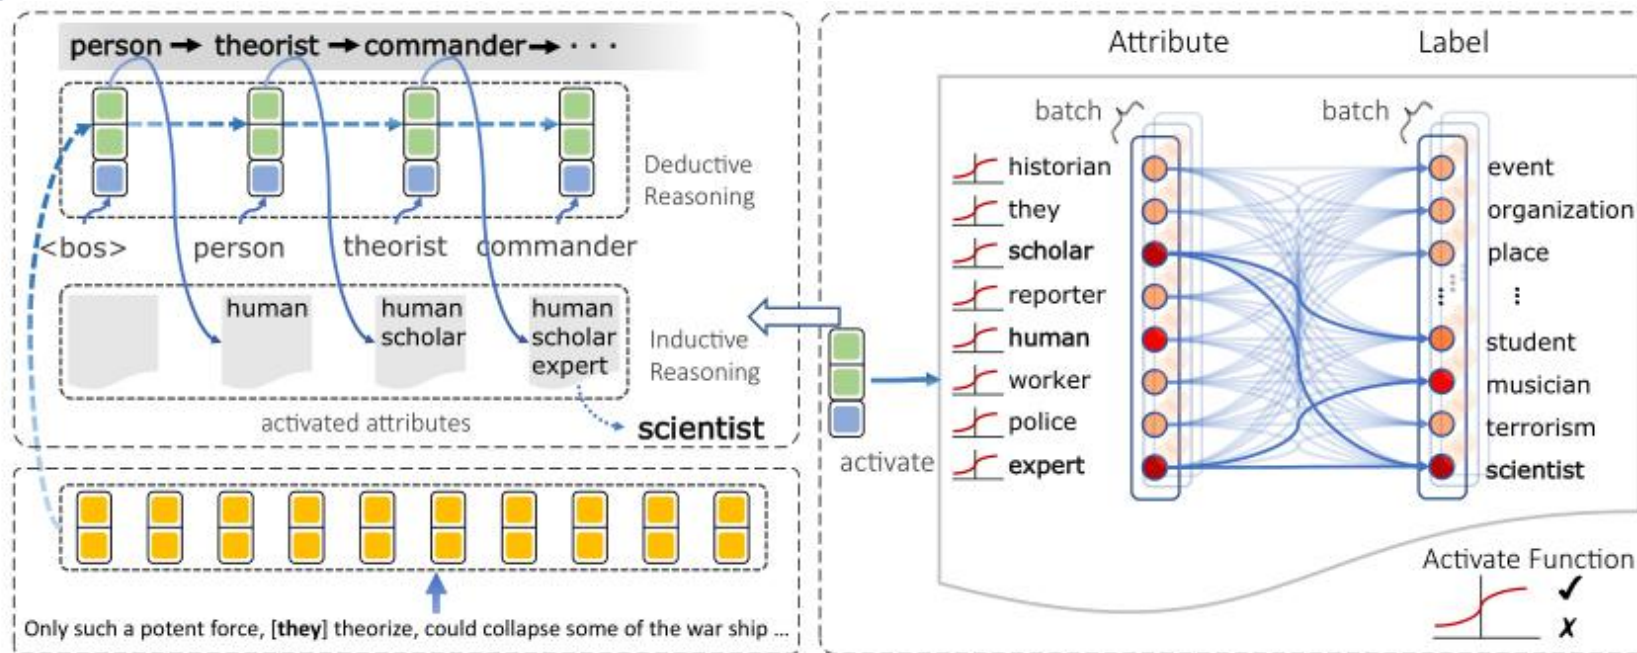 person → theorist → commander → · · ·
Deductive
Reasoning
<bos>
person
theorist
commander
human
human
scholar
human
scholar
expert
Inductive
Reasoning
activated attributes
scientist
Only such a potent force, [they] theorize, could collapse some of the war ship ...
activate
Attribute
Label
batch
batch
historian
they
scholar
reporter
human
worker
police
expert
event
organization
place
...
student
musician
terrorism
scientist
Activate Function
✓
✗